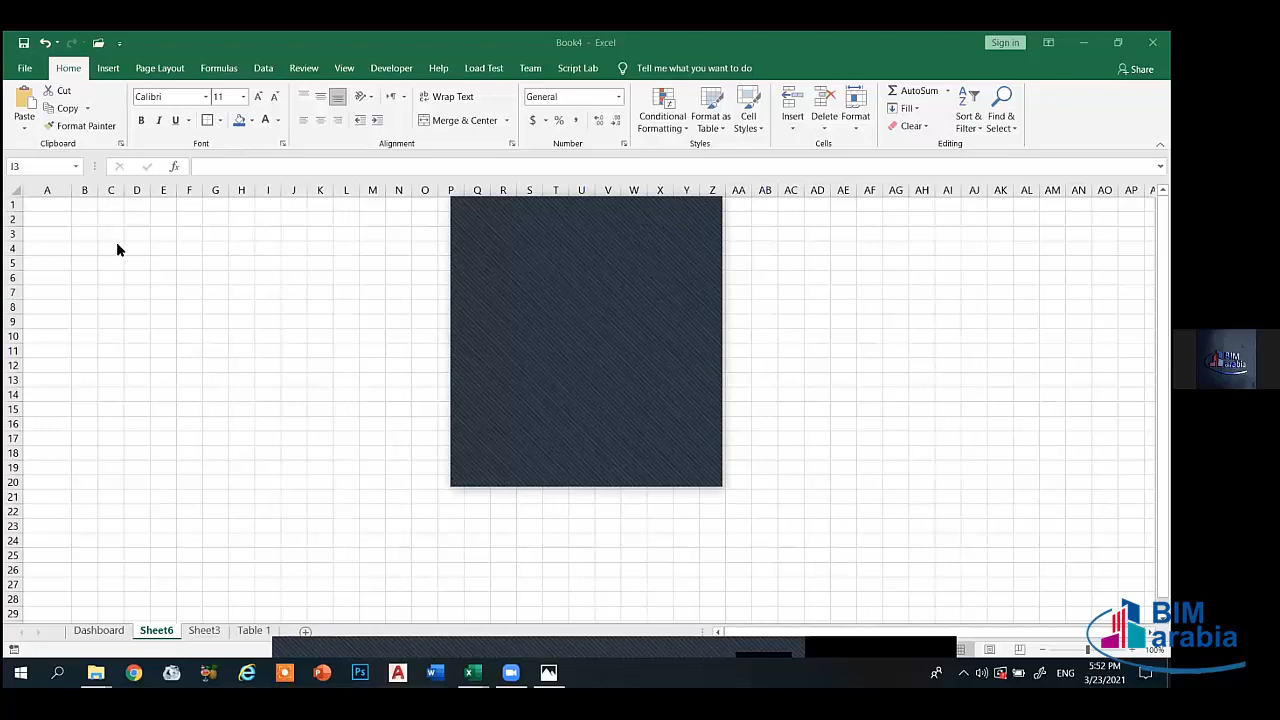 Book4 - Excel
Sign in
File Home Insert Page Layout Formulas Data Review View Developer Help Load Test Team Script Lab Tell me what you want to do Share
Paste
Cut
Copy
Format Painter
Clipboard
Calibri 11
B I U A
Font
Wrap Text
Merge & Center
Alignment
General
$ % ,
Number
Conditional Formatting
Format as Table
Cell Styles
Styles
Insert
Delete
Format
Cells
AutoSum
Fill
Clear
Sort & Filter
Find & Select
Editing
I3
fx
A B C D E F G H I J K L M N O P Q R S T U V W X Y Z AA AB AC AD AE AF AG AH AI AJ AK AL AM AN AO AP
1
2
3
4
5
6
7
8
9
10
11
12
13
14
15
16
17
18
19
20
21
22
23
24
25
26
27
28
29
BIM
arabia
Dashboard Sheet6 Sheet3 Table 1
100%
BIM
arabia
ENG
5:52 PM
3/23/2021